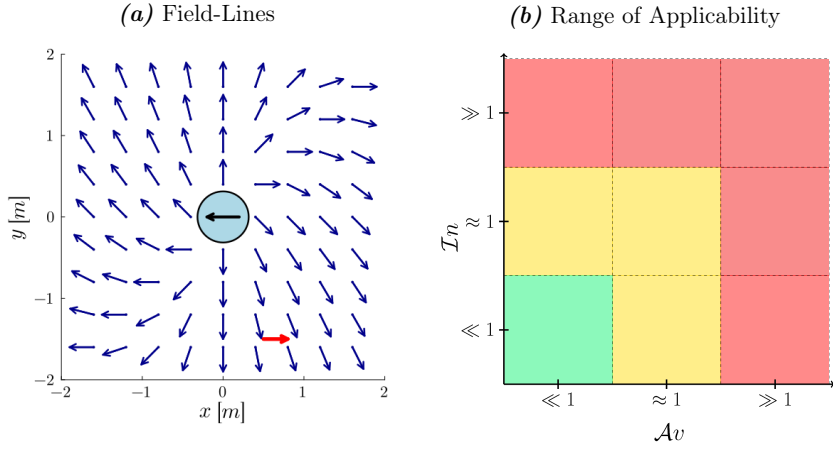 (a) Field-Lines
2
1
0
−1
−2
−2
−1
0
1
2
y [m]
x [m]
(b) Range of Applicability
≫ 1
≈ 1
≪ 1
In
≪ 1
≈ 1
≫ 1
Av